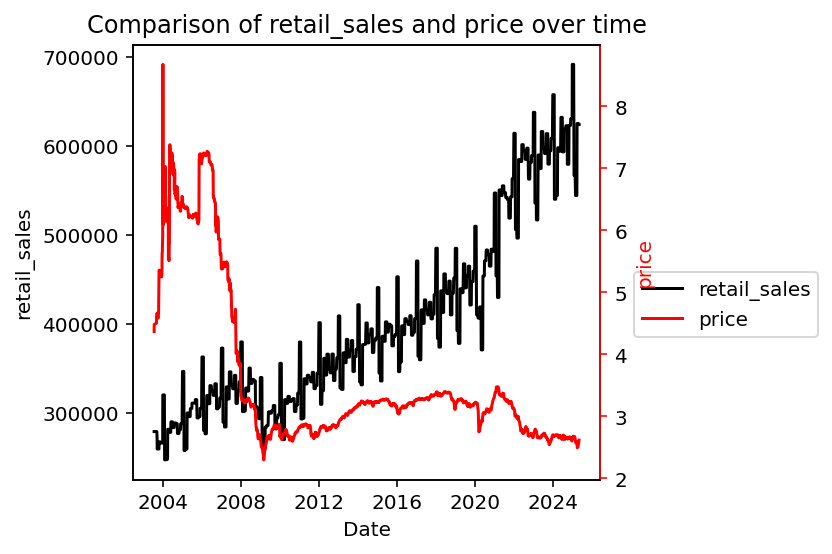 Comparison of retail_sales and price over time
retail_sales
700000
600000
500000
400000
300000
8
7
6
5
4
3
2
price
retail_sales
price
2004 2008 2012 2016 2020 2024
Date